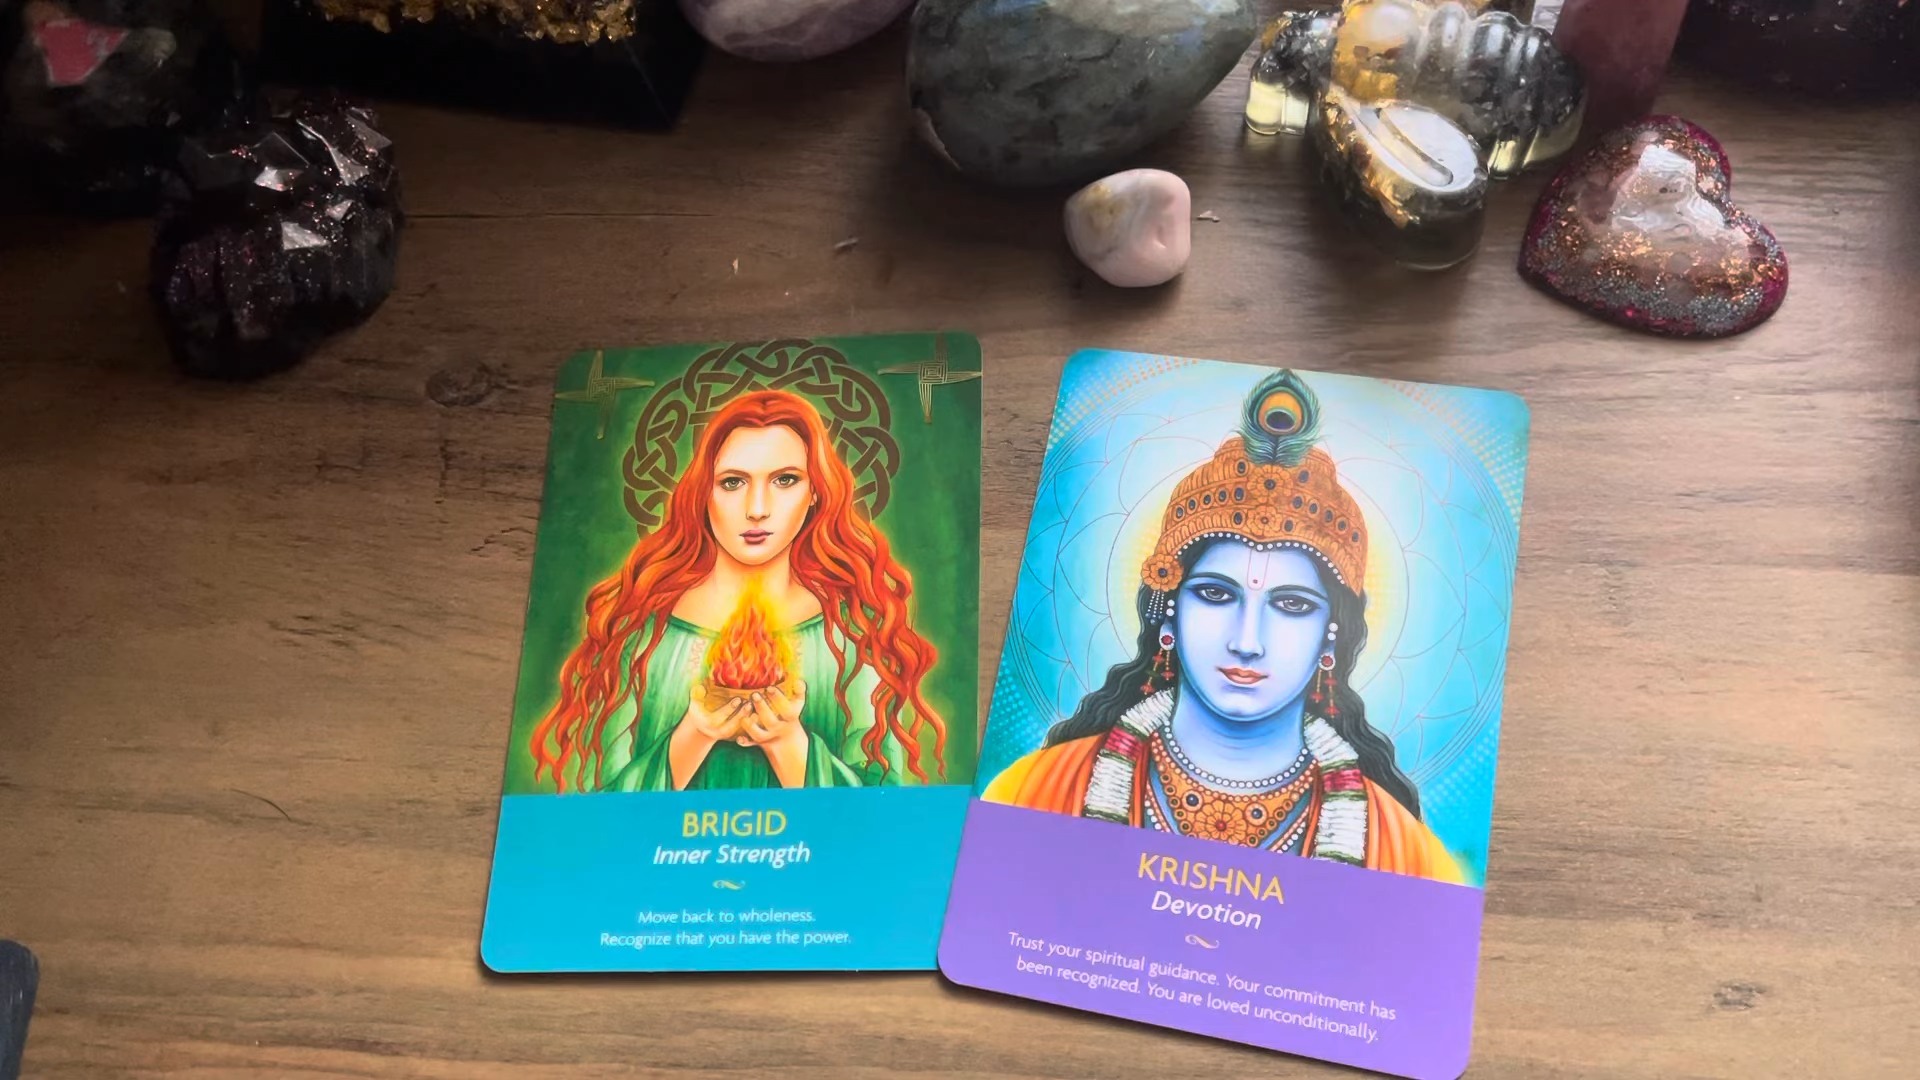 BRIGID
Inner Strength
Move back to wholeness.
Recognize that you have the power.
KRISHNA
Devotion
Trust your spiritual guidance. Your commitment has
been recognized. You are loved unconditionally.